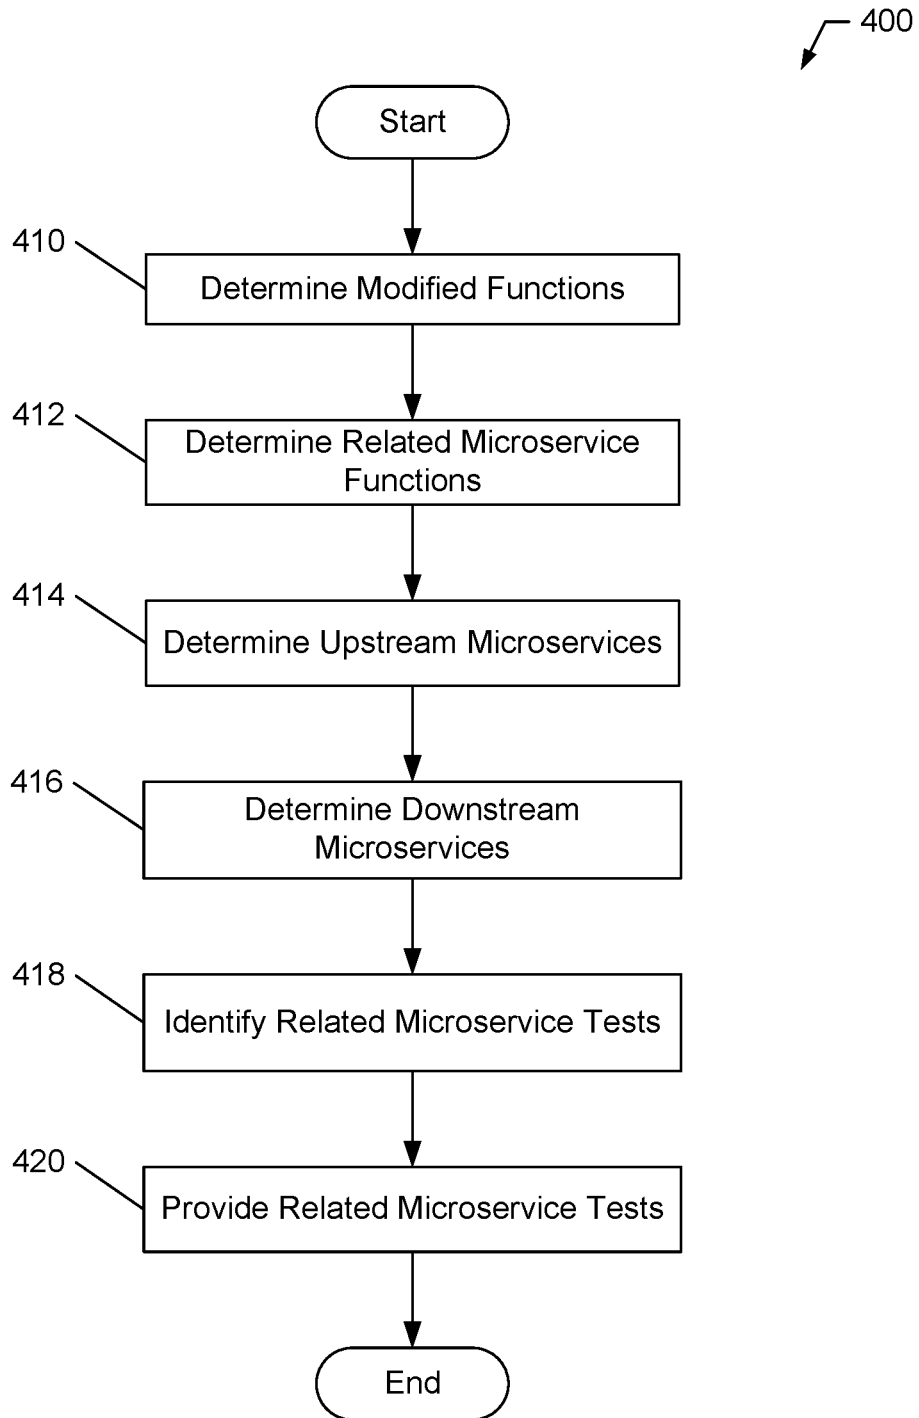 400
Start
410
Determine Modified Functions
412
Determine Related Microservice
Functions
414
Determine Upstream Microservices
416
Determine Downstream
Microservices
418
Identify Related Microservice Tests
420
Provide Related Microservice Tests
End